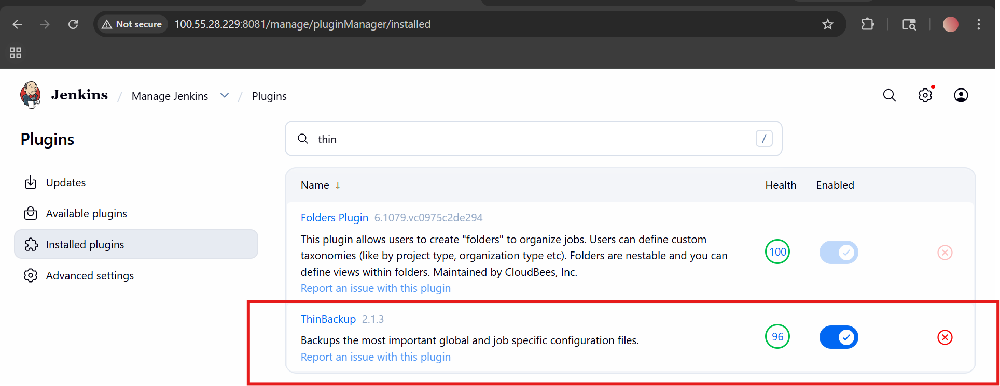 Not secure 100.55.28.229:8081/manage/pluginManager/installed
Jenkins / Manage Jenkins / Plugins
Plugins
Updates
Available plugins
Installed plugins
Advanced settings
thin /
Name ↓ Health Enabled
Folders Plugin 6.1079.vc0975c2de294
This plugin allows users to create "folders" to organize jobs. Users can define custom
taxonomies (like by project type, organization type etc). Folders are nestable and you can
define views within folders. Maintained by CloudBees, Inc.
Report an issue with this plugin
100
ThinBackup 2.1.3
Backups the most important global and job specific configuration files.
Report an issue with this plugin
96